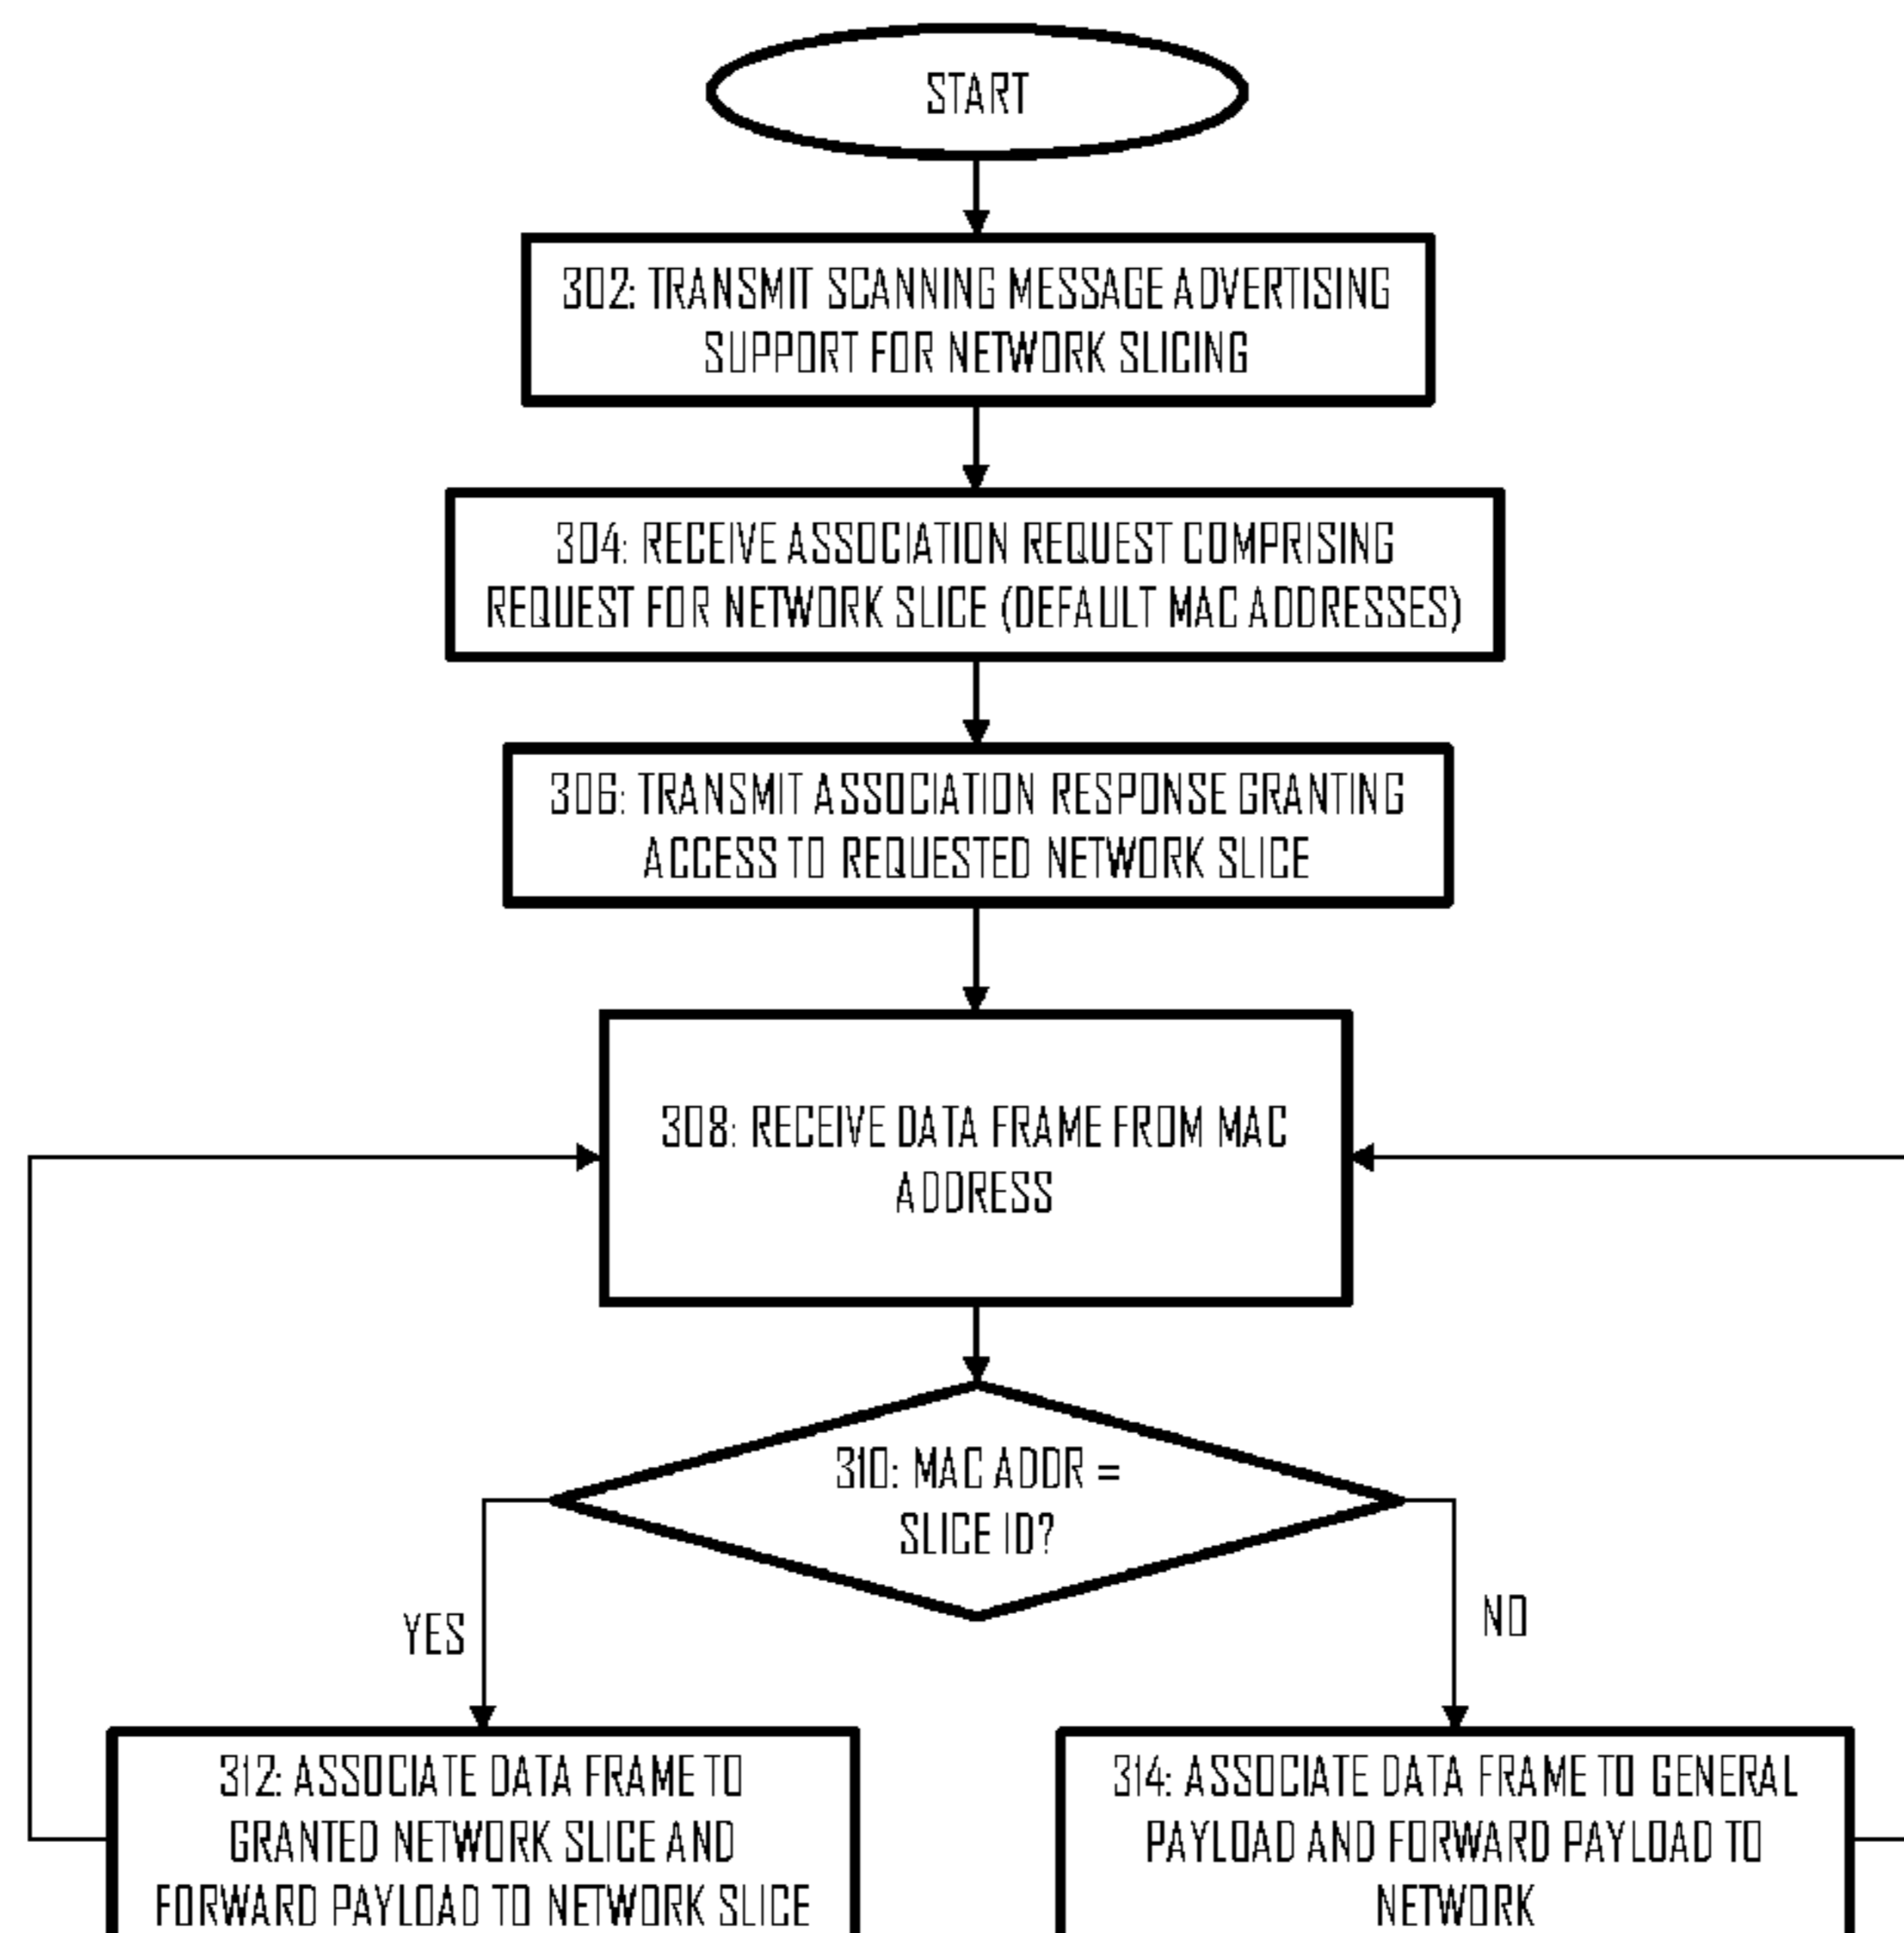 START
302: TRANSMIT SCANNING MESSAGE ADVERTISING
SUPPORT FOR NETWORK SLICING
304: RECEIVE ASSOCIATION REQUEST COMPRISING
REQUEST FOR NETWORK SLICE (DEFAULT MAC ADDRESSES)
306: TRANSMIT ASSOCIATION RESPONSE GRANTING
ACCESS TO REQUESTED NETWORK SLICE
308: RECEIVE DATA FRAME FROM MAC
ADDRESS
310: MAC ADDR =
SLICE ID?
YES
NO
312: ASSOCIATE DATA FRAME TO
GRANTED NETWORK SLICE AND
FORWARD PAYLOAD TO NETWORK SLICE
314: ASSOCIATE DATA FRAME TO GENERAL
PAYLOAD AND FORWARD PAYLOAD TO
NETWORK